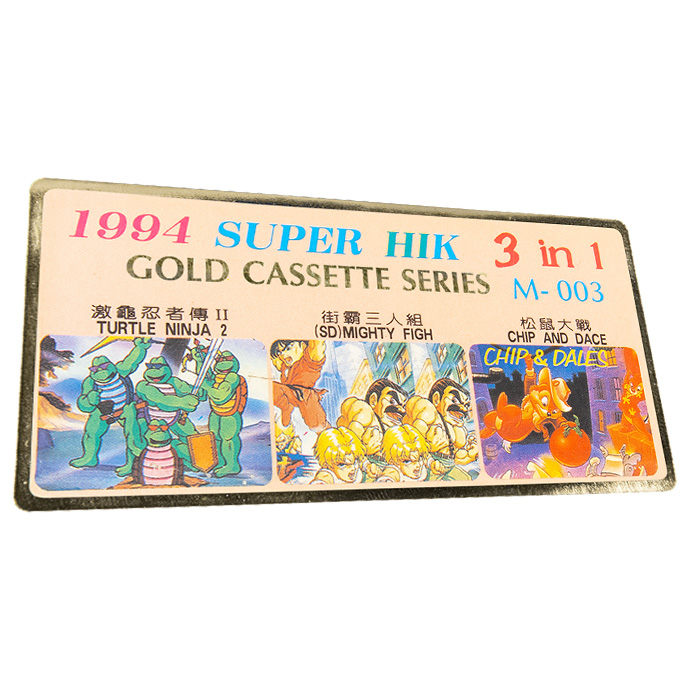 1994 SUPER HIK 3 in 1
GOLD CASSETTE SERIES M-003
激龜忍者傳II
TURTLE NINJA 2
街霸三人組
(SD)MIGHTY FIGH
松鼠大戰
CHIP AND DACE
CHIP & DALES